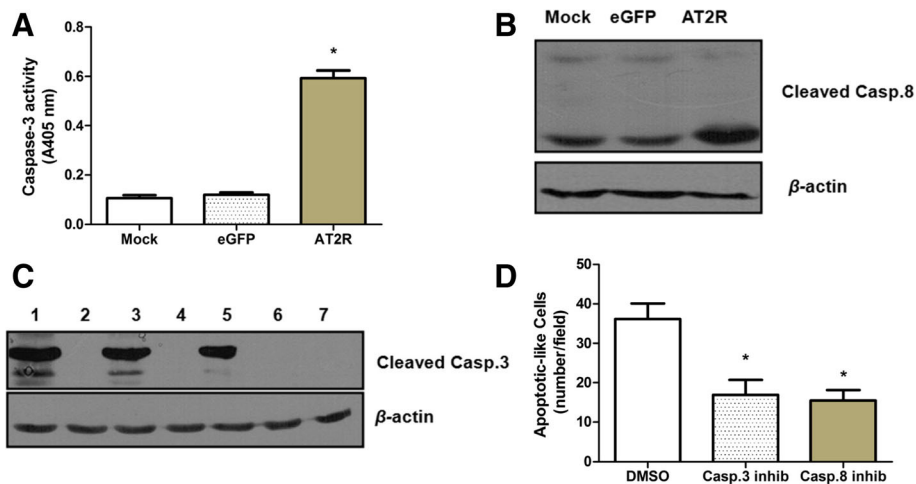 A
Caspase-3 activity
(A405 nm)
0.8
0.6
0.4
0.2
0.0
*
Mock eGFP AT2R
B
Mock eGFP AT2R
Cleaved Casp.8
β-actin
C
1 2 3 4 5 6 7
Cleaved Casp.3
β-actin
D
Apoptotic-like Cells
(number/field)
50
40
30
20
10
0
* *
DMSO Casp.3 inhib Casp.8 inhib